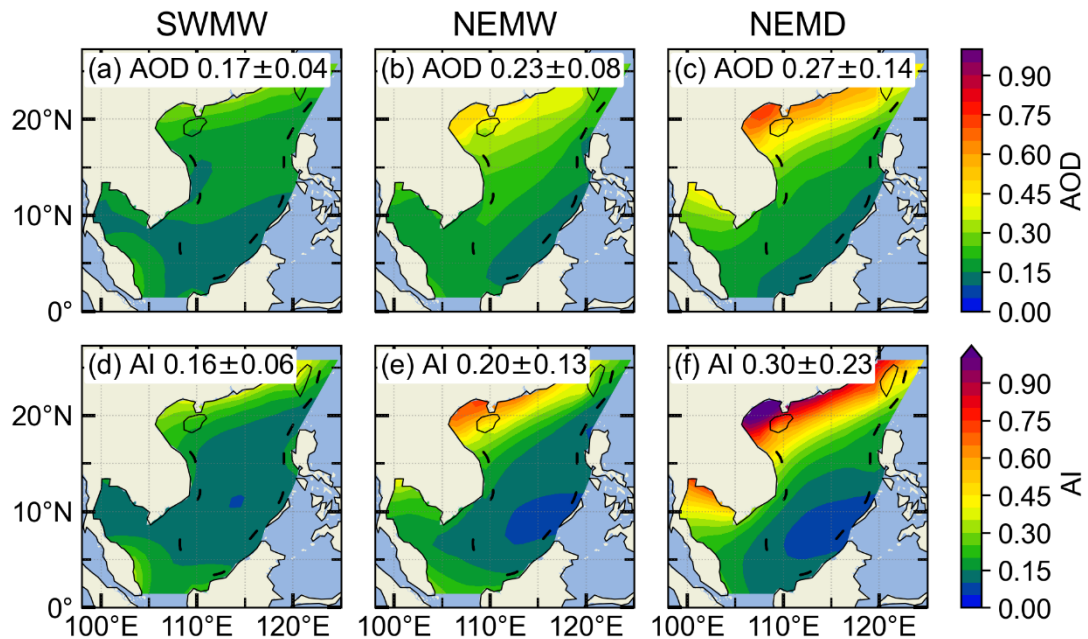 SWMW NEMW NEMD
(a) AOD 0.17±0.04 (b) AOD 0.23±0.08 (c) AOD 0.27±0.14
20°N
10°N
0°
0.90
0.75
0.60
0.45
0.30
0.15
0.00
AOD
(d) AI 0.16±0.06 (e) AI 0.20±0.13 (f) AI 0.30±0.23
20°N
10°N
0°
100°E 110°E 120°E 100°E 110°E 120°E 100°E 110°E 120°E
0.90
0.75
0.60
0.45
0.30
0.15
0.00
AI